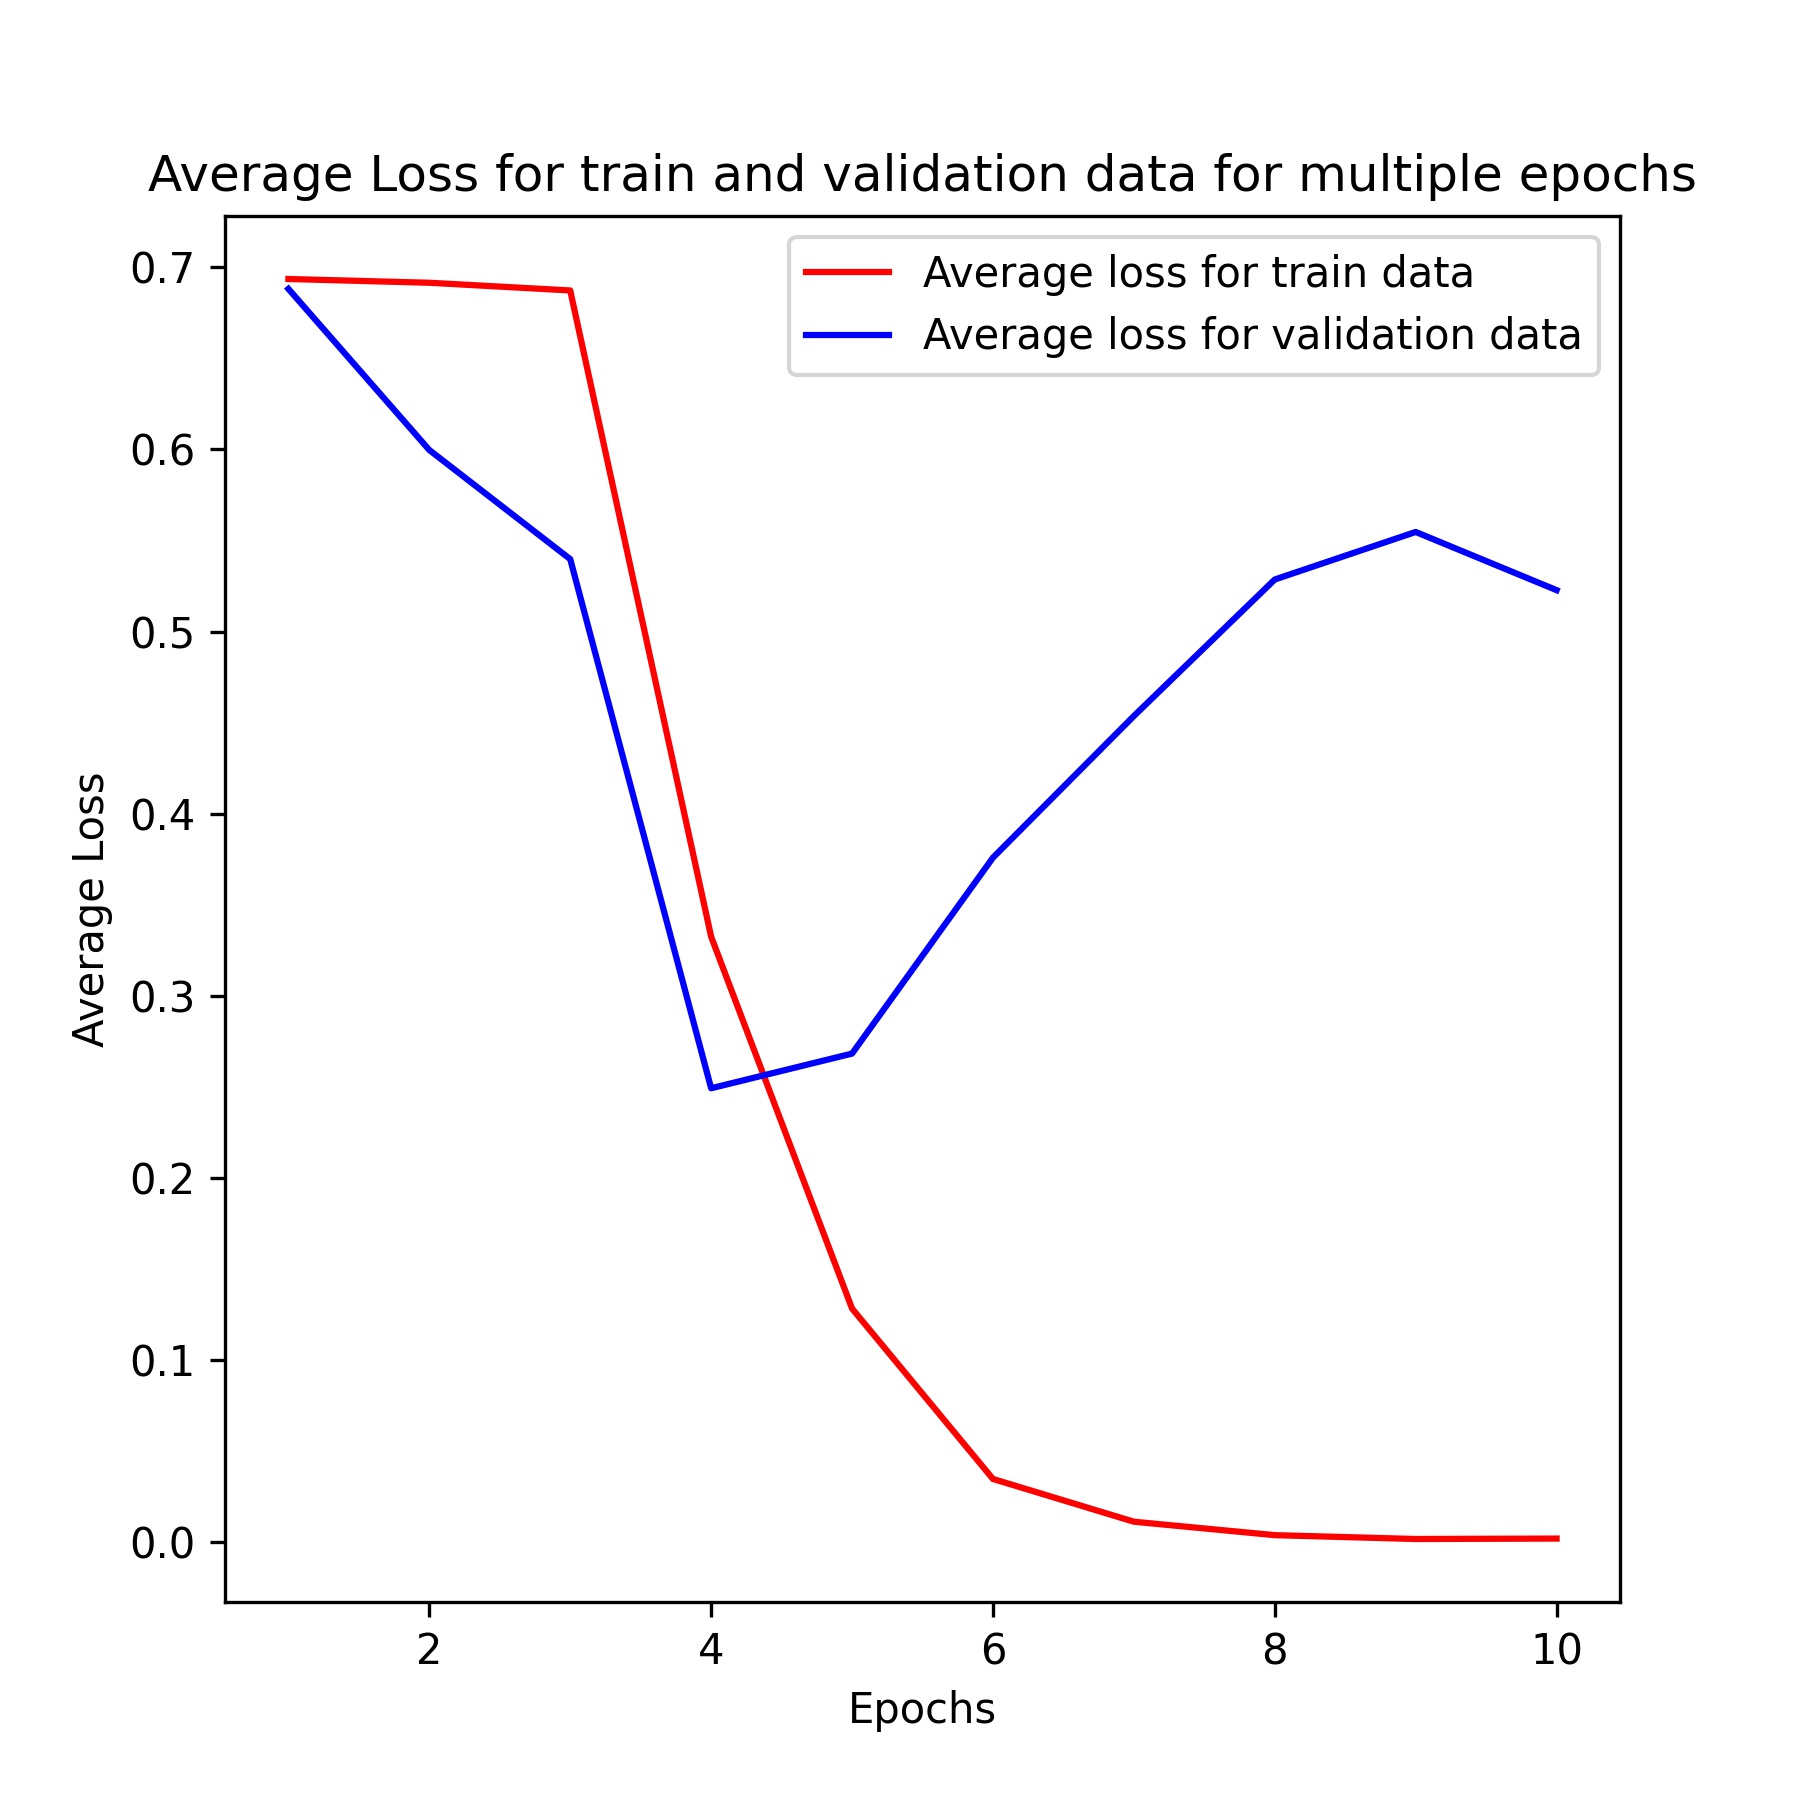 Average Loss for train and validation data for multiple epochs
Average loss for train data
Average loss for validation data
0.7
0.6
0.5
0.4
0.3
0.2
0.1
0.0
Average Loss
2 4 6 8 10
Epochs